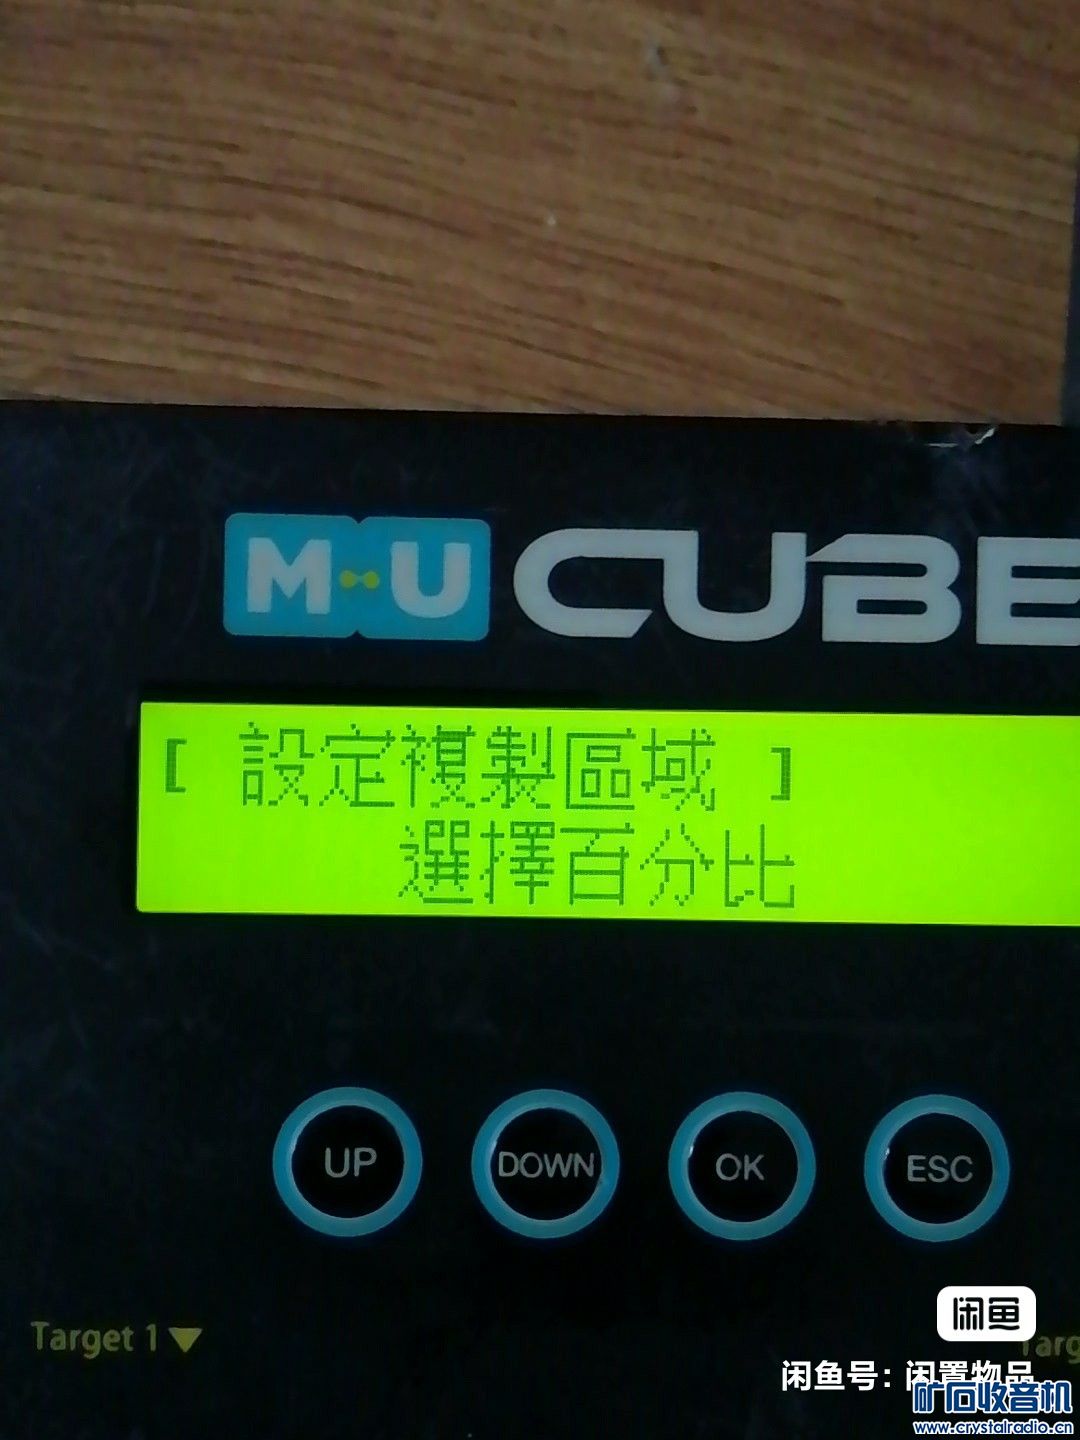 M U CUBE
[ 設定複製區域 ]
選擇百分比
UP DOWN OK ESC
Target 1▼
闲鱼
闲鱼号：闲置物品
矿石收音机
www.crystalradio.cn